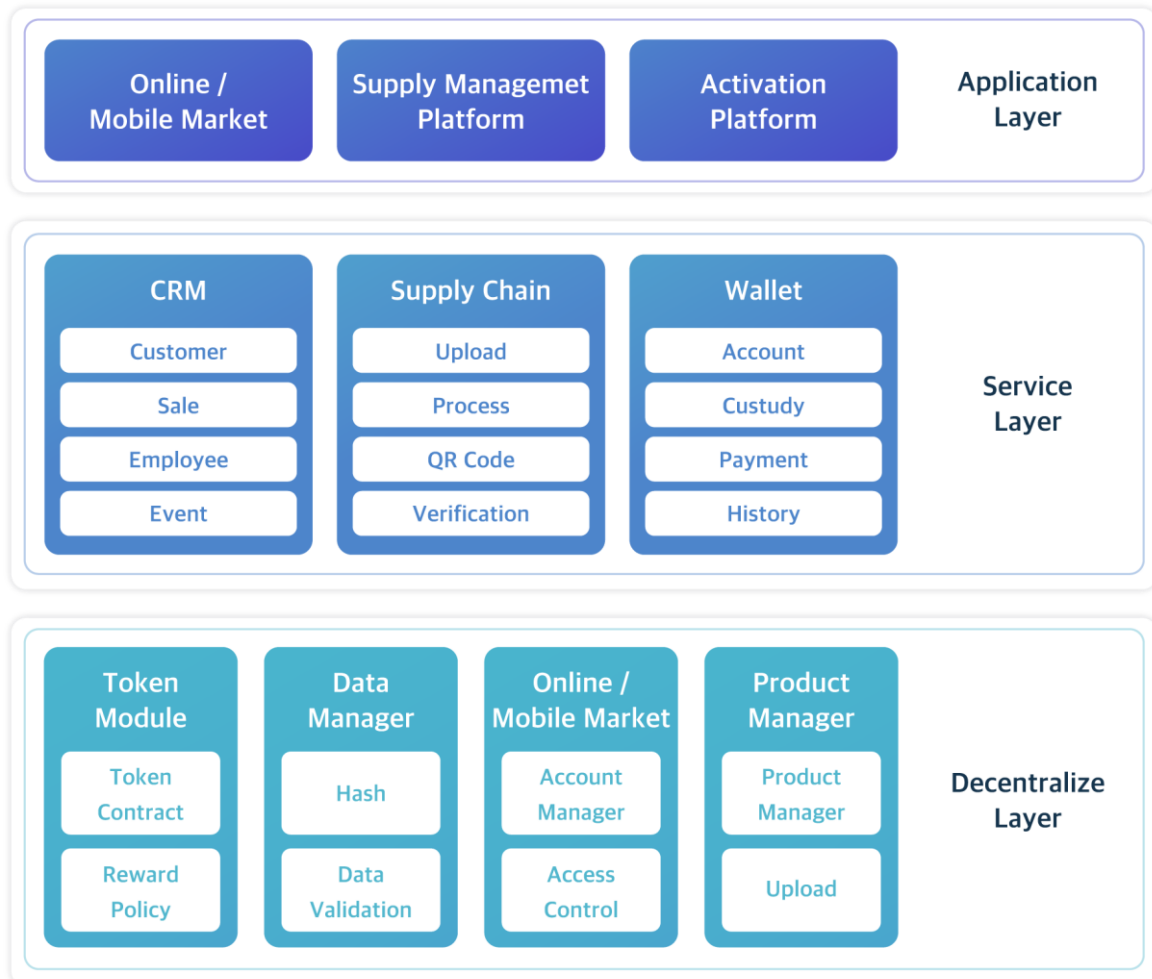 Online /
Mobile Market
Supply Managemet
Platform
Activation
Platform
Application
Layer
CRM
Customer
Sale
Employee
Event
Supply Chain
Upload
Process
QR Code
Verification
Wallet
Account
Custudy
Payment
History
Service
Layer
Token
Module
Token
Contract
Reward
Policy
Data
Manager
Hash
Data
Validation
Online /
Mobile Market
Account
Manager
Access
Control
Product
Manager
Product
Manager
Upload
Decentralize
Layer